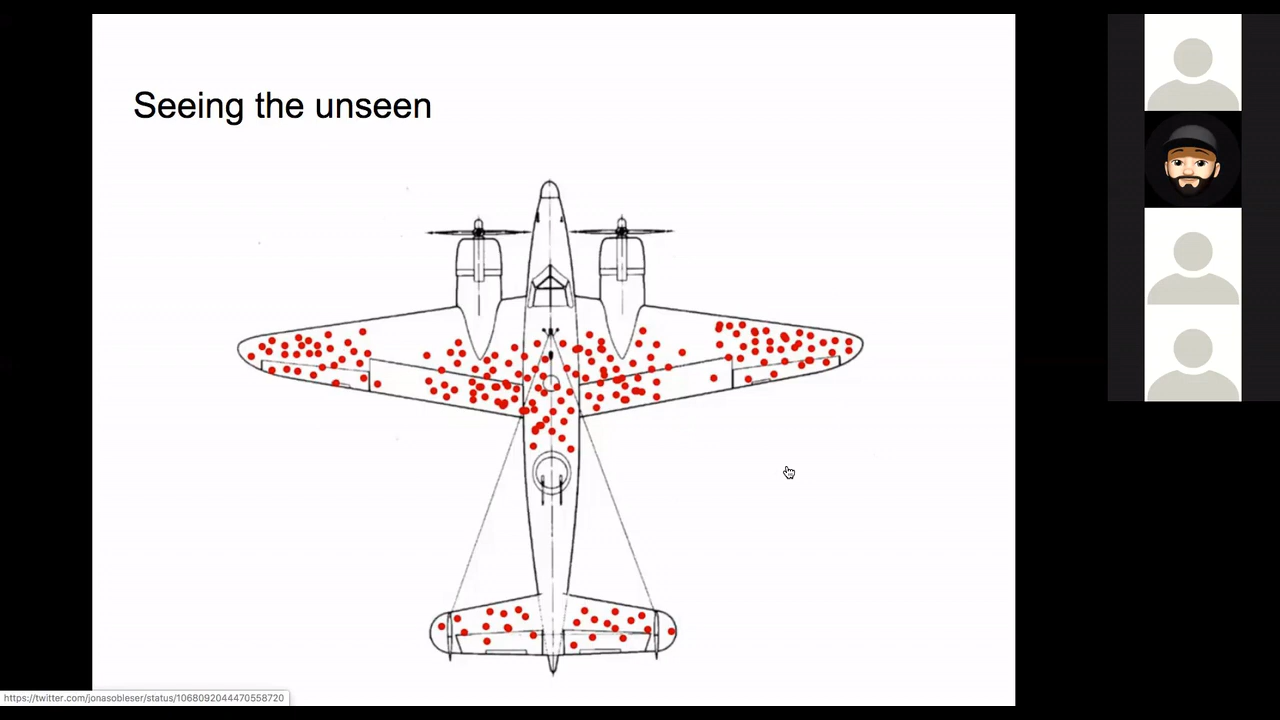 Seeing the unseen
https://twitter.com/jonasobleser/status/1068092044470558720